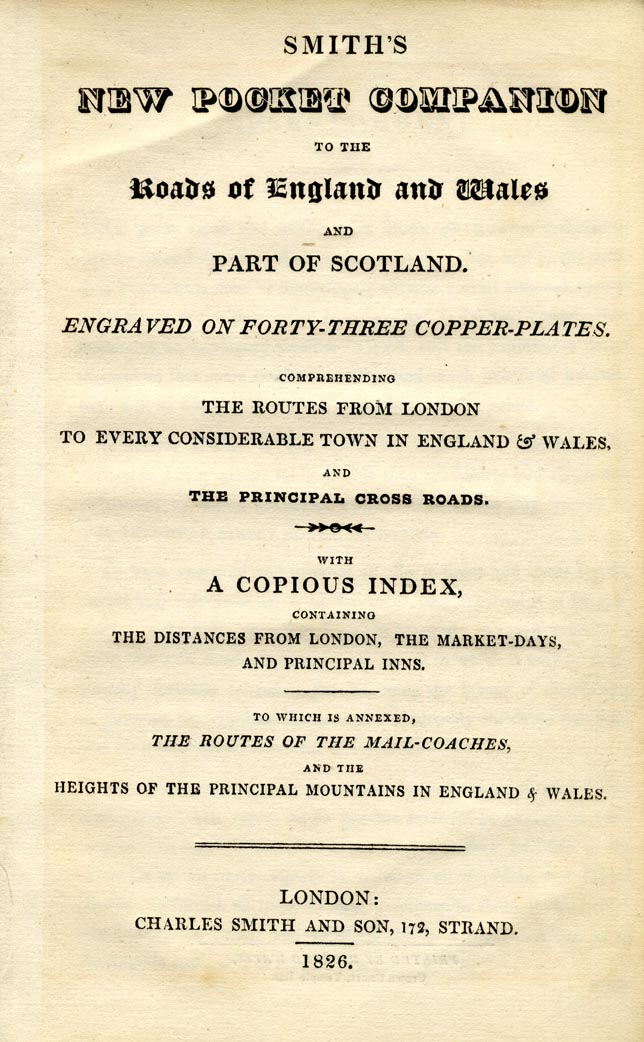 SMITH'S
NEW POCKET COMPANION
TO THE
Roads of England and Wales
AND
PART OF SCOTLAND.
ENGRAVED ON FORTY-THREE COPPER-PLATES.
COMPREHENDING
THE ROUTES FROM LONDON
TO EVERY CONSIDERABLE TOWN IN ENGLAND & WALES,
AND
THE PRINCIPAL CROSS ROADS.
WITH
A COPIOUS INDEX,
CONTAINING
THE DISTANCES FROM LONDON, THE MARKET-DAYS,
AND PRINCIPAL INNS.
TO WHICH IS ANNEXED,
THE ROUTES OF THE MAIL-COACHES,
AND THE
HEIGHTS OF THE PRINCIPAL MOUNTAINS IN ENGLAND & WALES.
LONDON:
CHARLES SMITH AND SON, 172, STRAND.
1826.